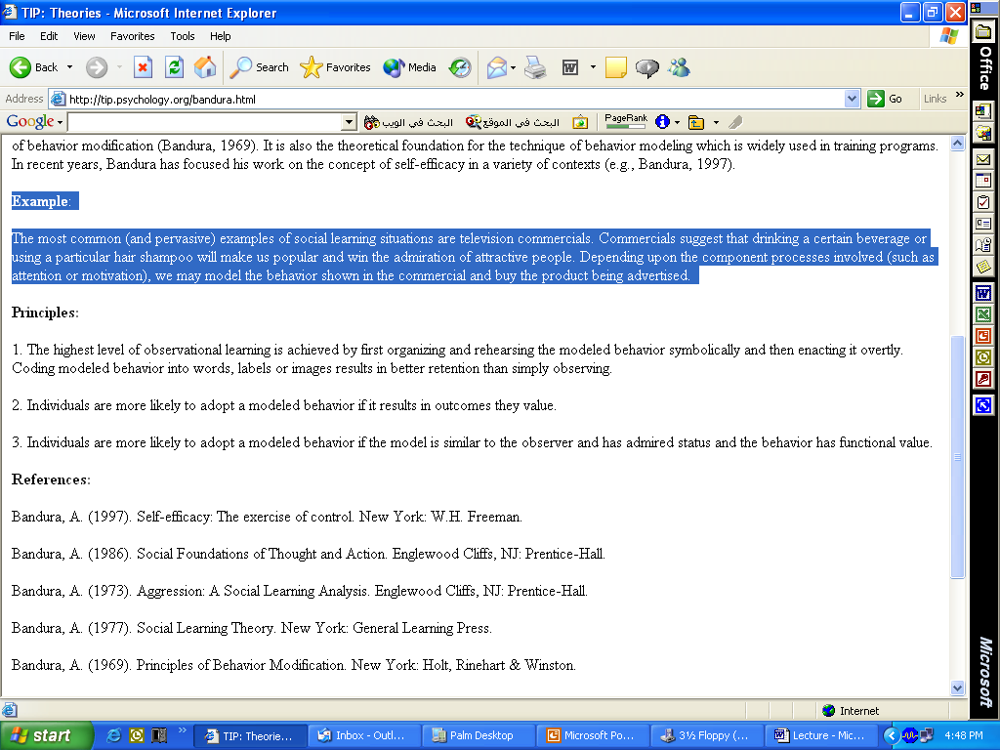 TIP: Theories - Microsoft Internet Explorer
File Edit View Favorites Tools Help
Back Search Favorites Media
Address http://tip.psychology.org/bandura.html Go Links »
Google البحث في الويب البحث في الموقع PageRank
of behavior modification (Bandura, 1969). It is also the theoretical foundation for the technique of behavior modeling which is widely used in training programs.
In recent years, Bandura has focused his work on the concept of self-efficacy in a variety of contexts (e.g., Bandura, 1997).
Example:
The most common (and pervasive) examples of social learning situations are television commercials. Commercials suggest that drinking a certain beverage or
using a particular hair shampoo will make us popular and win the admiration of attractive people. Depending upon the component processes involved (such as
attention or motivation), we may model the behavior shown in the commercial and buy the product being advertised.
Principles:
1. The highest level of observational learning is achieved by first organizing and rehearsing the modeled behavior symbolically and then enacting it overtly.
Coding modeled behavior into words, labels or images results in better retention than simply observing.
2. Individuals are more likely to adopt a modeled behavior if it results in outcomes they value.
3. Individuals are more likely to adopt a modeled behavior if the model is similar to the observer and has admired status and the behavior has functional value.
References:
Bandura, A. (1997). Self-efficacy: The exercise of control. New York: W.H. Freeman.
Bandura, A. (1986). Social Foundations of Thought and Action. Englewood Cliffs, NJ: Prentice-Hall.
Bandura, A. (1973). Aggression: A Social Learning Analysis. Englewood Cliffs, NJ: Prentice-Hall.
Bandura, A. (1977). Social Learning Theory. New York: General Learning Press.
Bandura, A. (1969). Principles of Behavior Modification. New York: Holt, Rinehart & Winston.
Internet
start » TIP: Theorie... Inbox - Outl... Palm Desktop Microsoft Po... 3½ Floppy (... Lecture - Mic... 4:48 PM
Office
Microsoft